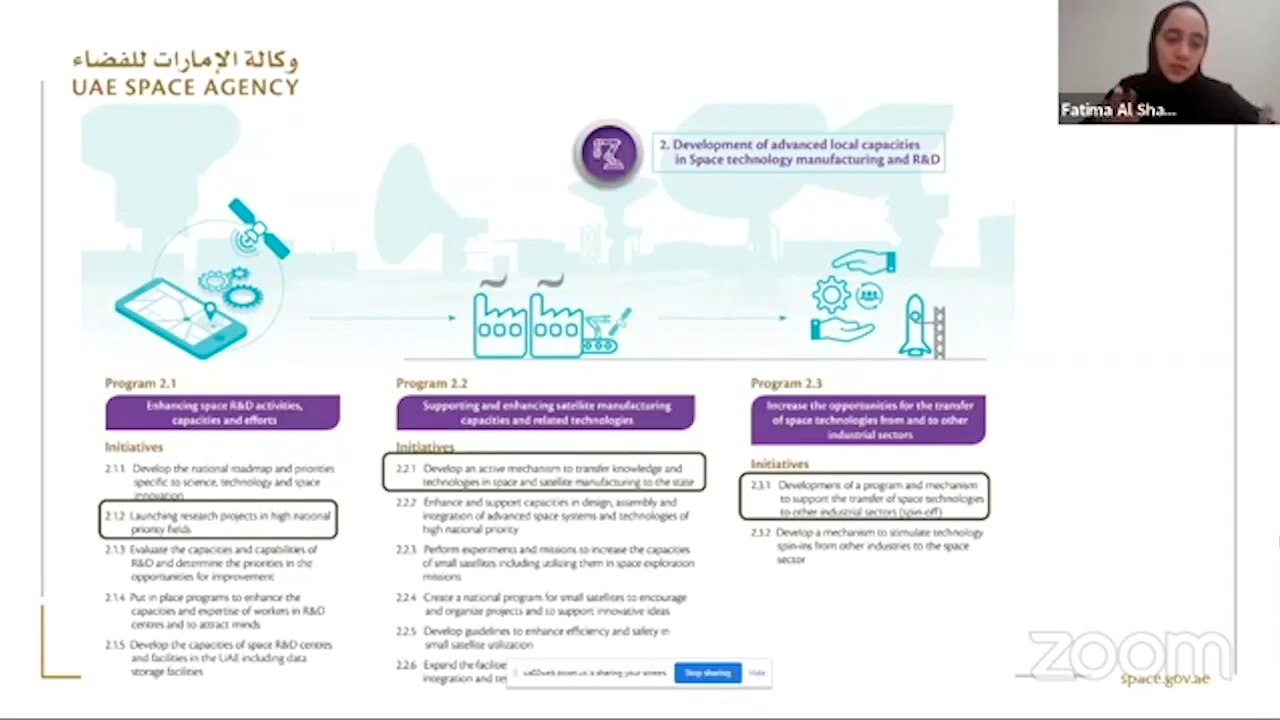 وكالة الإمارات للفضاء
UAE SPACE AGENCY
Fatima Al Sha...
2. Development of advanced local capacities
in Space technology manufacturing and R&D
Program 2.1
Enhancing space R&D activities,
capacities and efforts
Initiatives
2.1.1 Develop the national roadmap and priorities
specific to science, technology and space
innovation
2.1.2 Launching research projects in high national
priority fields
2.1.3 Evaluate the capacities and capabilities of
R&D and determine the priorities in the
opportunities for improvement
2.1.4 Put in place programs to enhance the
capacities and expertise of workers in R&D
centres and to attract minds
2.1.5 Develop the capacities of space R&D centres
and facilities in the UAE including data
storage facilities
Program 2.2
Supporting and enhancing satellite manufacturing
capacities and related technologies
Initiatives
2.2.1 Develop an active mechanism to transfer knowledge and
technologies in space and satellite manufacturing to the state
2.2.2 Enhance and support capacities in design, assembly and
integration of advanced space systems and technologies of
high national priority
2.2.3 Perform experiments and missions to increase the capacities
of small satellites including utilizing them in space exploration
missions
2.2.4 Create a national program for small satellites to encourage
and organize projects and to support innovative ideas
2.2.5 Develop guidelines to enhance efficiency and safety in
small satellite utilization
2.2.6 Expand the facilitie
integration and te
Program 2.3
Increase the opportunities for the transfer
of space technologies from and to other
industrial sectors
Initiatives
2.3.1 Development of a program and mechanism
to support the transfer of space technologies
to other industrial sectors (spin-off)
2.3.2 Develop a mechanism to stimulate technology
spin-ins from other industries to the space
sector
us02web.zoom.us is sharing your screen.
Stop sharing
Hide
zoom
space.gov.ae